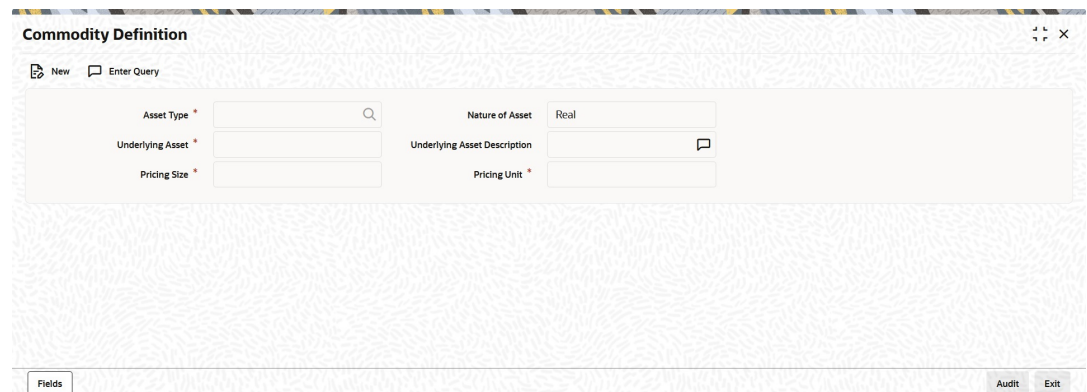 Commodity Definition
New Enter Query
Asset Type * Nature of Asset Real
Underlying Asset * Underlying Asset Description
Pricing Size * Pricing Unit *
Fields Audit Exit